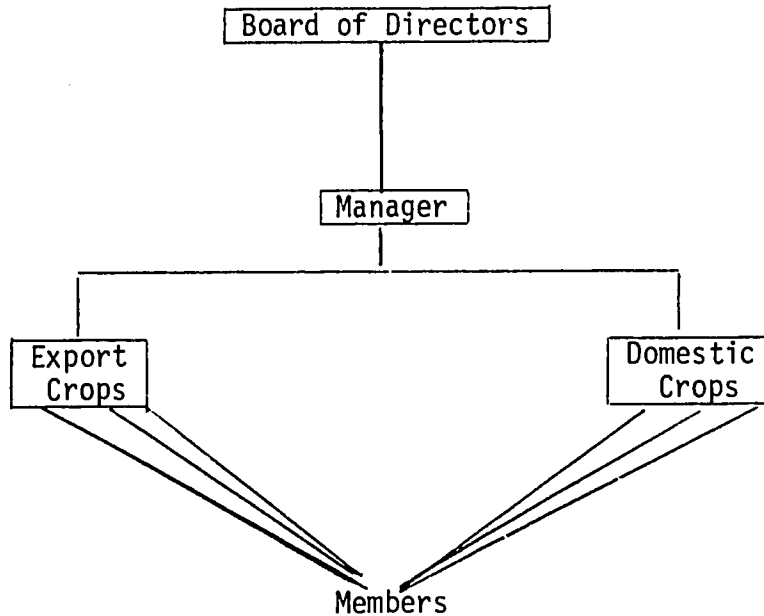 Board of Directors
Manager
Export
Crops
Domestic
Crops
Members